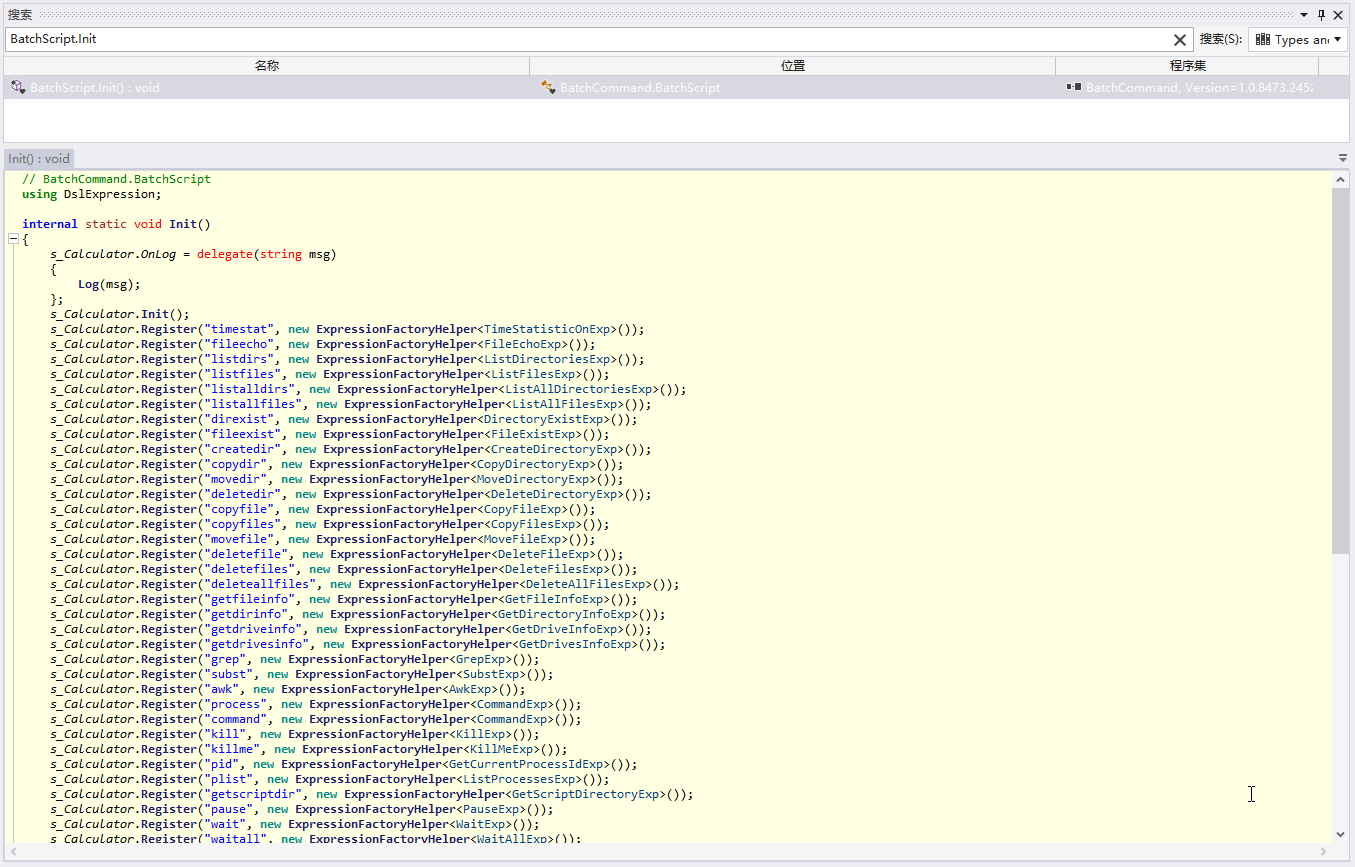 搜索
BatchScript.Init
搜索(S):
Types an
名称
位置
程序集
BatchScript.Init() : void
BatchCommand.BatchScript
BatchCommand, Version=1.0.8473.2452
Init() : void
// BatchCommand.BatchScript
using DslExpression;
internal static void Init()
{
s_Calculator.OnLog = delegate(string msg)
{
Log(msg);
};
s_Calculator.Init();
s_Calculator.Register("timestat", new ExpressionFactoryHelper<TimeStatisticOnExp>());
s_Calculator.Register("fileecho", new ExpressionFactoryHelper<FileEchoExp>());
s_Calculator.Register("listdirs", new ExpressionFactoryHelper<ListDirectoriesExp>());
s_Calculator.Register("listfiles", new ExpressionFactoryHelper<ListFilesExp>());
s_Calculator.Register("listalldirs", new ExpressionFactoryHelper<ListAllDirectoriesExp>());
s_Calculator.Register("listallfiles", new ExpressionFactoryHelper<ListAllFilesExp>());
s_Calculator.Register("direxist", new ExpressionFactoryHelper<DirectoryExistExp>());
s_Calculator.Register("fileexist", new ExpressionFactoryHelper<FileExistExp>());
s_Calculator.Register("createdir", new ExpressionFactoryHelper<CreateDirectoryExp>());
s_Calculator.Register("copydir", new ExpressionFactoryHelper<CopyDirectoryExp>());
s_Calculator.Register("movedir", new ExpressionFactoryHelper<MoveDirectoryExp>());
s_Calculator.Register("deletedir", new ExpressionFactoryHelper<DeleteDirectoryExp>());
s_Calculator.Register("copyfile", new ExpressionFactoryHelper<CopyFileExp>());
s_Calculator.Register("copyfiles", new ExpressionFactoryHelper<CopyFilesExp>());
s_Calculator.Register("movefile", new ExpressionFactoryHelper<MoveFileExp>());
s_Calculator.Register("deletefile", new ExpressionFactoryHelper<DeleteFileExp>());
s_Calculator.Register("deletefiles", new ExpressionFactoryHelper<DeleteFilesExp>());
s_Calculator.Register("deleteallfiles", new ExpressionFactoryHelper<DeleteAllFilesExp>());
s_Calculator.Register("getfileinfo", new ExpressionFactoryHelper<GetFileInfoExp>());
s_Calculator.Register("getdirinfo", new ExpressionFactoryHelper<GetDirectoryInfoExp>());
s_Calculator.Register("getdriveinfo", new ExpressionFactoryHelper<GetDriveInfoExp>());
s_Calculator.Register("getdrivesinfo", new ExpressionFactoryHelper<GetDrivesInfoExp>());
s_Calculator.Register("grep", new ExpressionFactoryHelper<GrepExp>());
s_Calculator.Register("subst", new ExpressionFactoryHelper<SubstExp>());
s_Calculator.Register("awk", new ExpressionFactoryHelper<AwkExp>());
s_Calculator.Register("process", new ExpressionFactoryHelper<CommandExp>());
s_Calculator.Register("command", new ExpressionFactoryHelper<CommandExp>());
s_Calculator.Register("kill", new ExpressionFactoryHelper<KillExp>());
s_Calculator.Register("killme", new ExpressionFactoryHelper<KillMeExp>());
s_Calculator.Register("pid", new ExpressionFactoryHelper<GetCurrentProcessIdExp>());
s_Calculator.Register("plist", new ExpressionFactoryHelper<ListProcessesExp>());
s_Calculator.Register("getscriptdir", new ExpressionFactoryHelper<GetScriptDirectoryExp>());
s_Calculator.Register("pause", new ExpressionFactoryHelper<PauseExp>());
s_Calculator.Register("wait", new ExpressionFactoryHelper<WaitExp>());
s_Calculator.Register("waitall", new ExpressionFactoryHelper<WaitAllExp>());